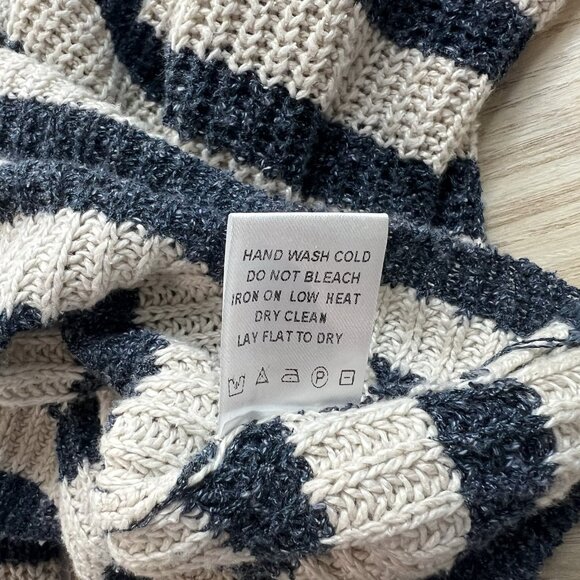 HAND WASH COLD
DO NOT BLEACH
IRON ON LOW HEAT
DRY CLEAN
LAY FLAT TO DRY
P